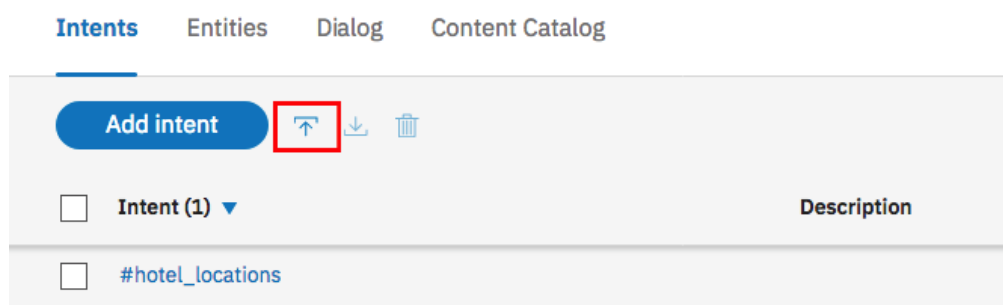 Intents Entities Dialog Content Catalog
Add intent
Intent (1) Description
#hotel_locations